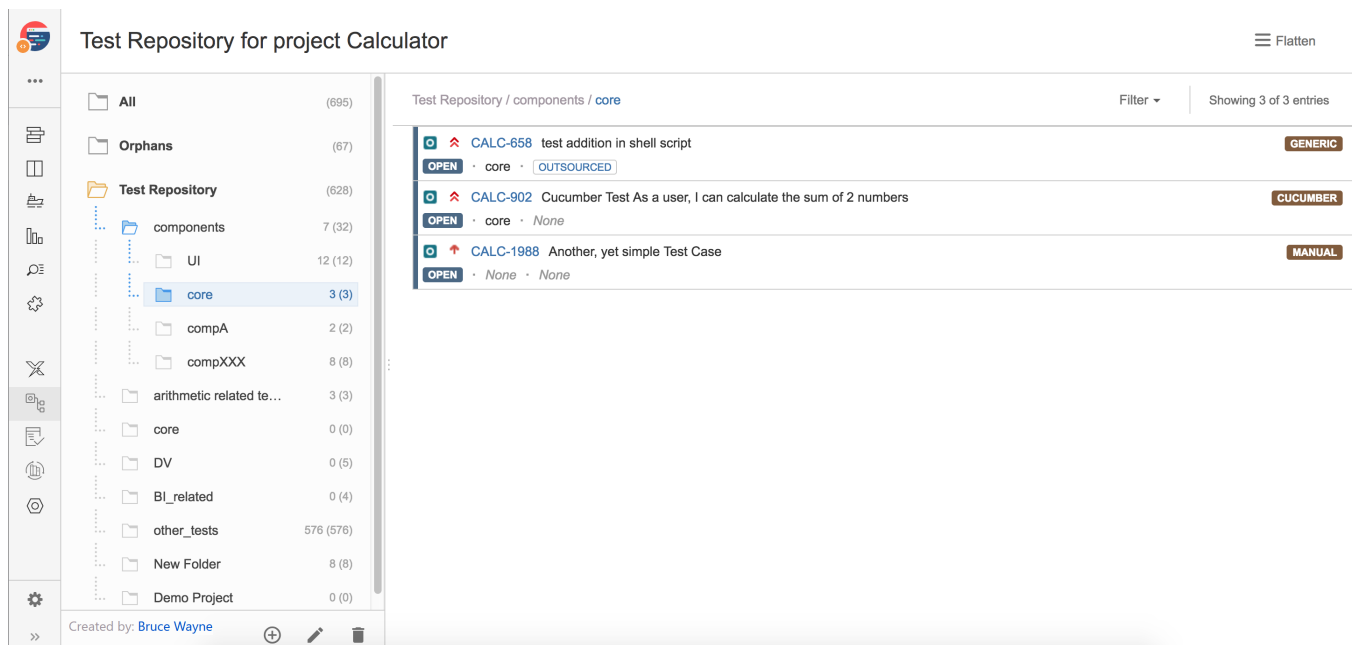 Test Repository for project Calculator
Flatten
All (695)
Orphans (67)
Test Repository (628)
components 7 (32)
UI 12 (12)
core 3 (3)
compA 2 (2)
compXXX 8 (8)
arithmetic related te... 3 (3)
core 0 (0)
DV 0 (5)
BI_related 0 (4)
other_tests 576 (576)
New Folder 8 (8)
Demo Project 0 (0)
Created by: Bruce Wayne
Test Repository / components / core
Filter
Showing 3 of 3 entries
CALC-658 test addition in shell script GENERIC
OPEN · core · OUTSOURCED
CALC-902 Cucumber Test As a user, I can calculate the sum of 2 numbers CUCUMBER
OPEN · core · None
CALC-1988 Another, yet simple Test Case MANUAL
OPEN · None · None